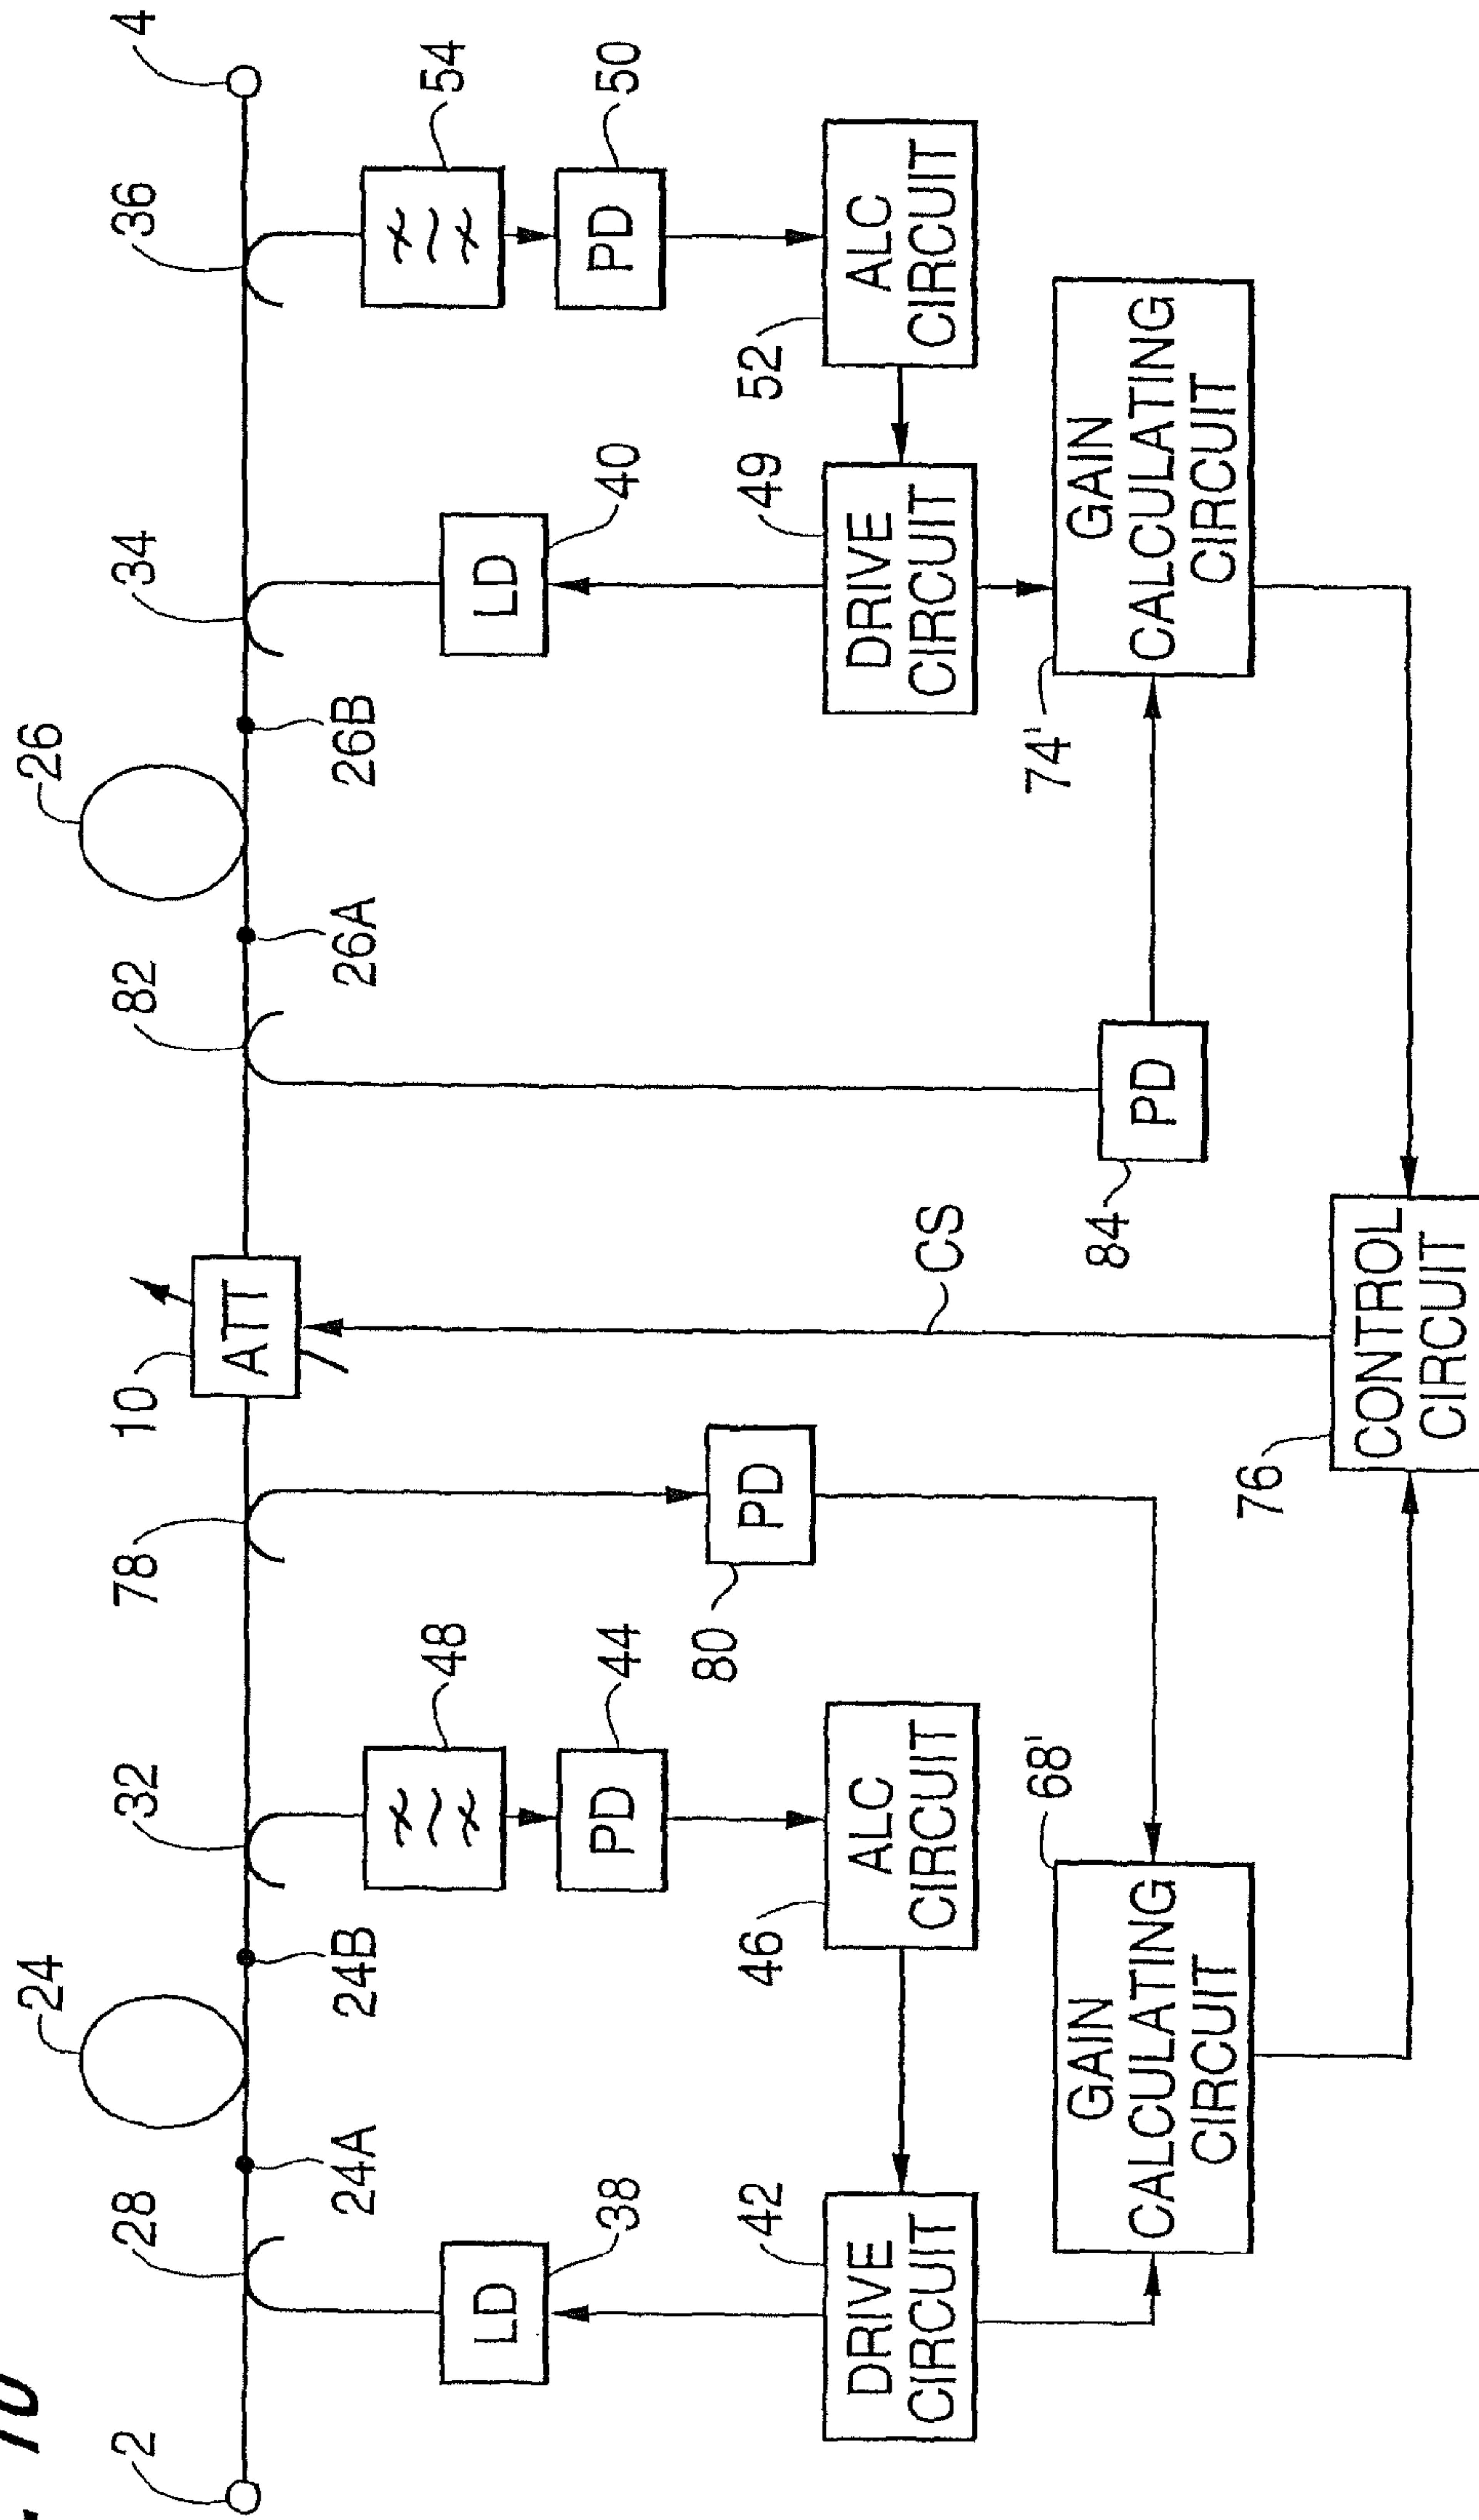 10
24
26
2
28
32
78
10
82
34
36
4
ATT
24A
24B
26A
26B
48
54
LD
38
44
LD
40
PD
50
PD
80
PD
42
DRIVE
CIRCUIT
46
ALC
CIRCUIT
CS
49
DRIVE
CIRCUIT
52
ALC
CIRCUIT
68'
GAIN
CALCULATING
CIRCUIT
84
PD
74'
GAIN
CALCULATING
CIRCUIT
76
CONTROL
CIRCUIT